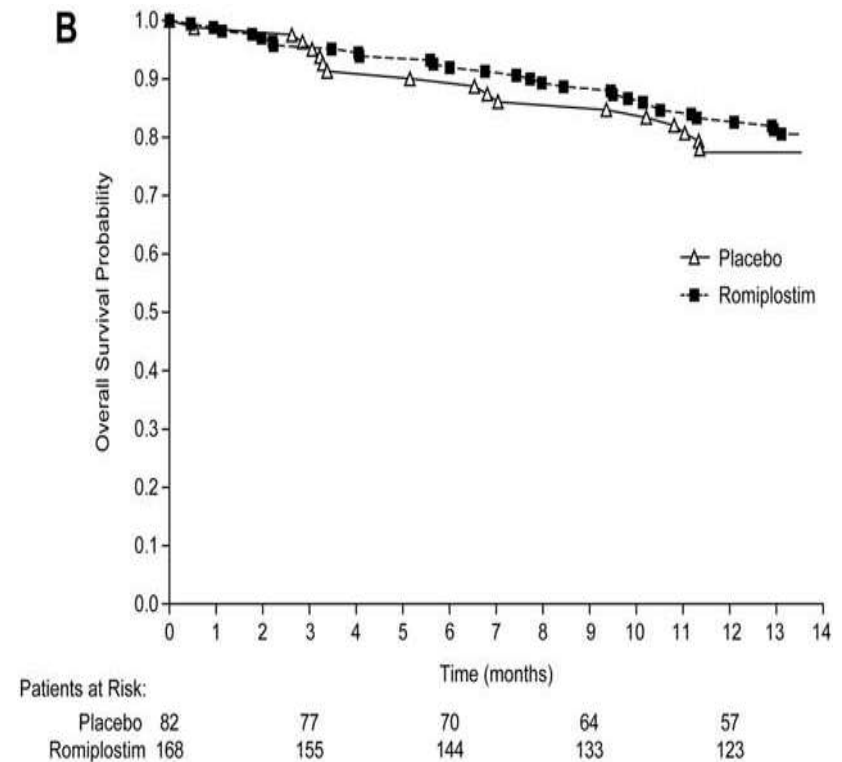 B
Overall Survival Probability
1.0
0.9
0.8
0.7
0.6
0.5
0.4
0.3
0.2
0.1
0.0
Placebo
Romiplostim
0 1 2 3 4 5 6 7 8 9 10 11 12 13 14
Time (months)
Patients at Risk:
Placebo 82 77 70 64 57
Romiplostim 168 155 144 133 123